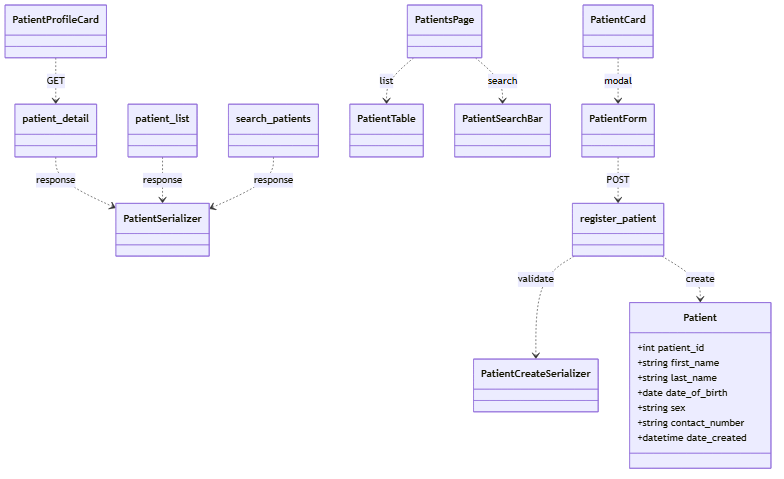 PatientProfileCard
PatientsPage
PatientCard
GET
list
search
modal
patient_detail
patient_list
search_patients
PatientTable
PatientSearchBar
PatientForm
response
response
response
POST
PatientSerializer
register_patient
validate
create
Patient
+int patient_id
+string first_name
+string last_name
+date date_of_birth
+string sex
+string contact_number
+datetime date_created
PatientCreateSerializer